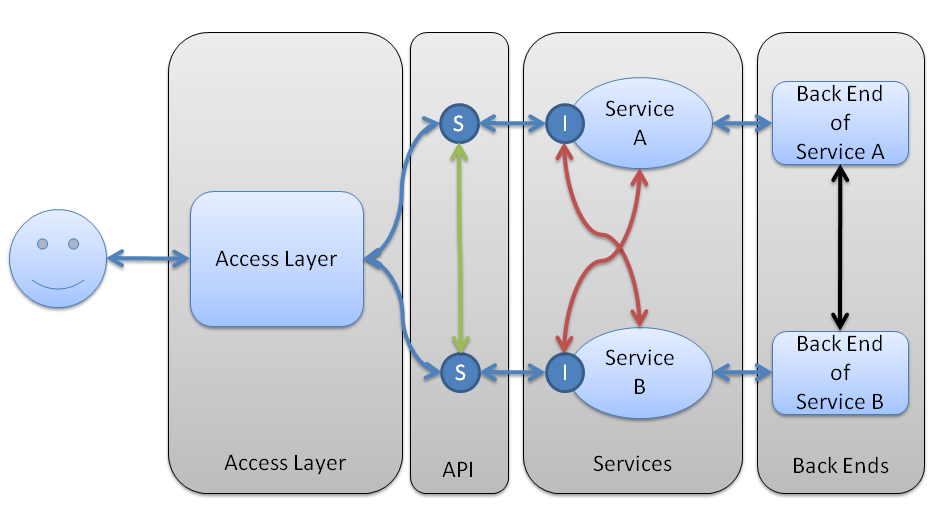 S
I
Service
A
Back End
of
Service A
Access Layer
S
I
Service
B
Back End
of
Service B
Access Layer
API
Services
Back Ends